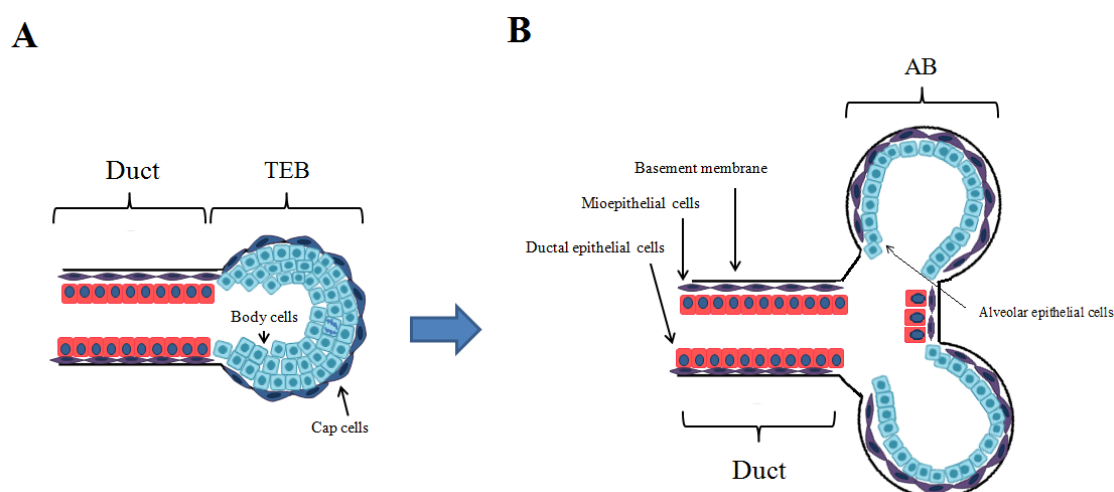 A
Duct
TEB
Body cells
Cap cells
B
AB
Basement membrane
Mioepithelial cells
Ductal epithelial cells
Alveolar epithelial cells
Duct